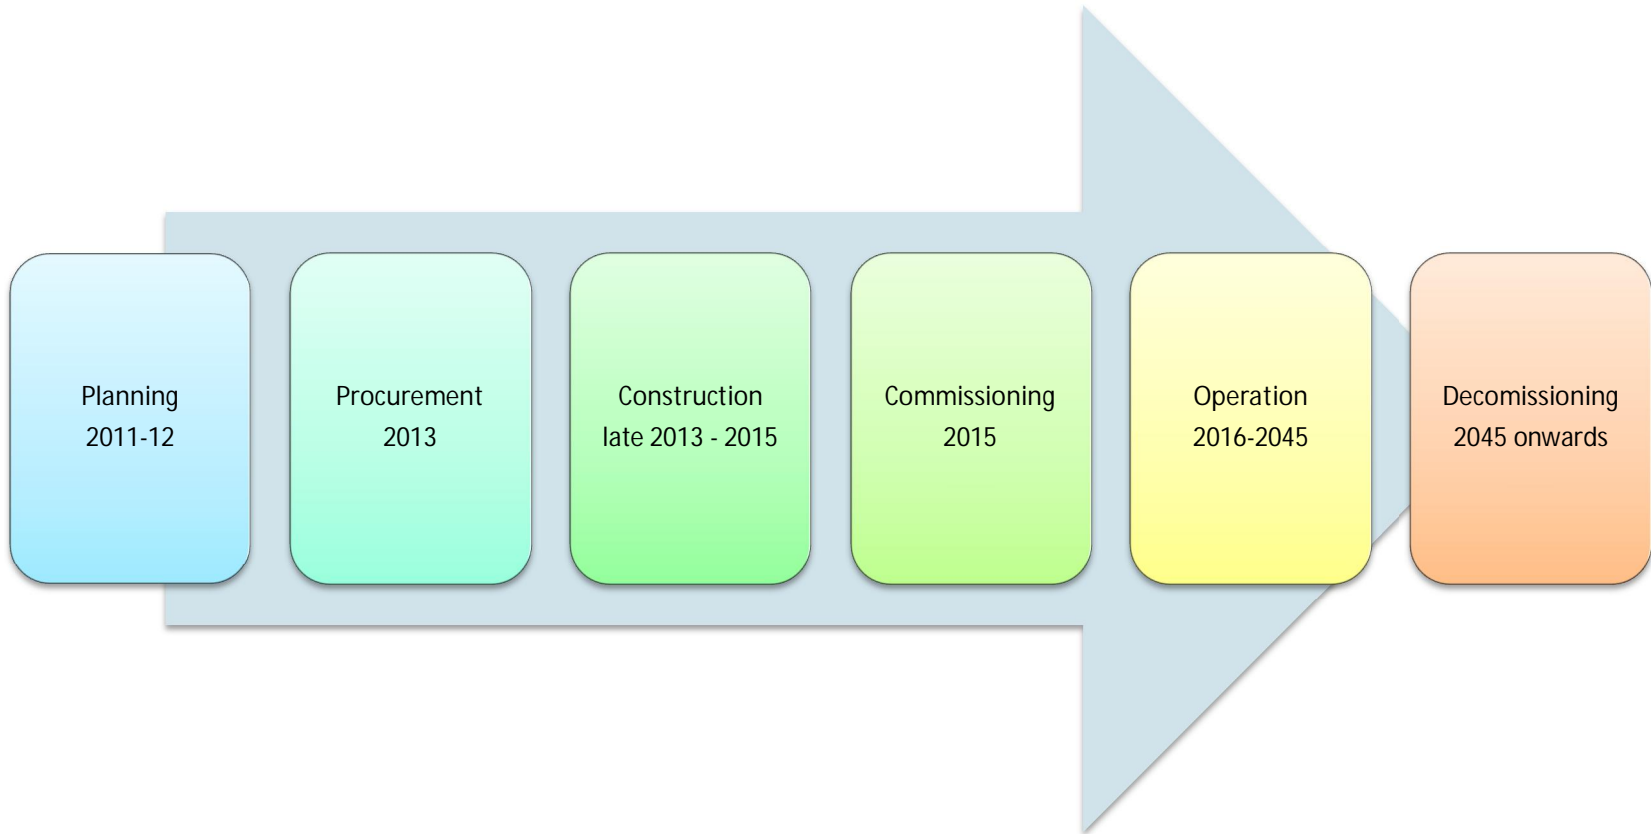 Planning
2011-12
Procurement
2013
Construction
late 2013 - 2015
Commissioning
2015
Operation
2016-2045
Decomissioning
2045 onwards